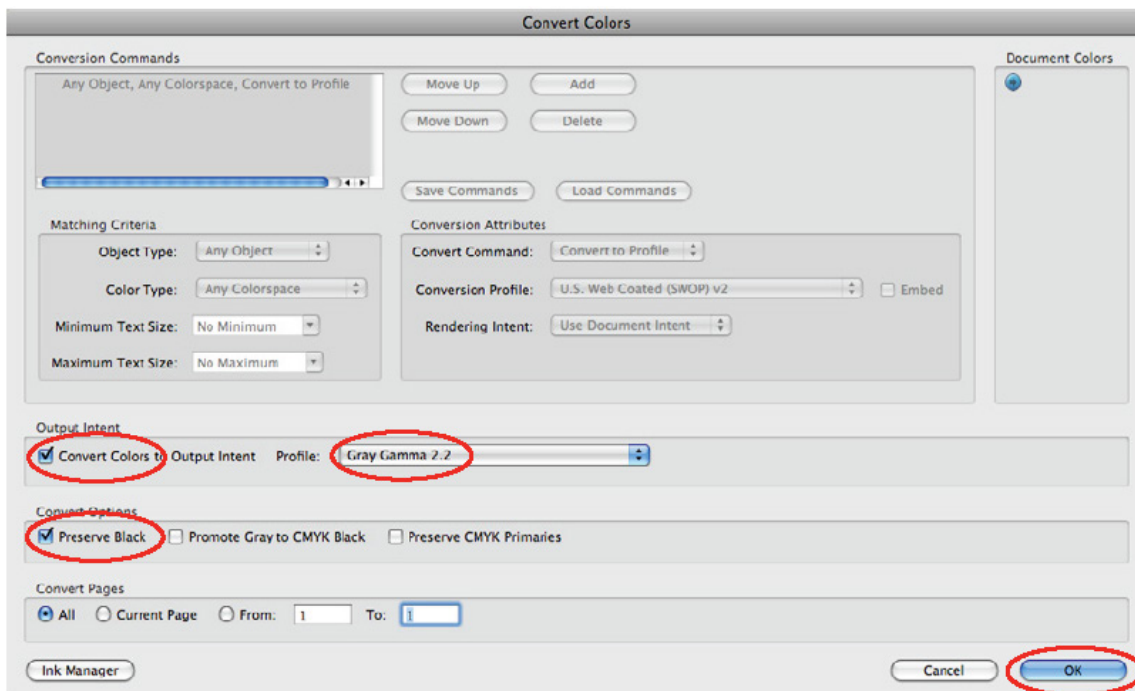 Convert Colors
Conversion Commands
Document Colors
Any Object, Any Colorspace, Convert to Profile
Move Up
Add
Move Down
Delete
Save Commands
Load Commands
Matching Criteria
Object Type: Any Object
Color Type: Any Colorspace
Minimum Text Size: No Minimum
Maximum Text Size: No Maximum
Conversion Attributes
Convert Command: Convert to Profile
Conversion Profile: U.S. Web Coated (SWOP) v2 Embed
Rendering Intent: Use Document Intent
Output Intent
Convert Colors to Output Intent Profile: Gray Gamma 2.2
Convert Options
Preserve Black Promote Gray to CMYK Black Preserve CMYK Primaries
Convert Pages
All Current Page From: 1 To: 1
Ink Manager Cancel OK